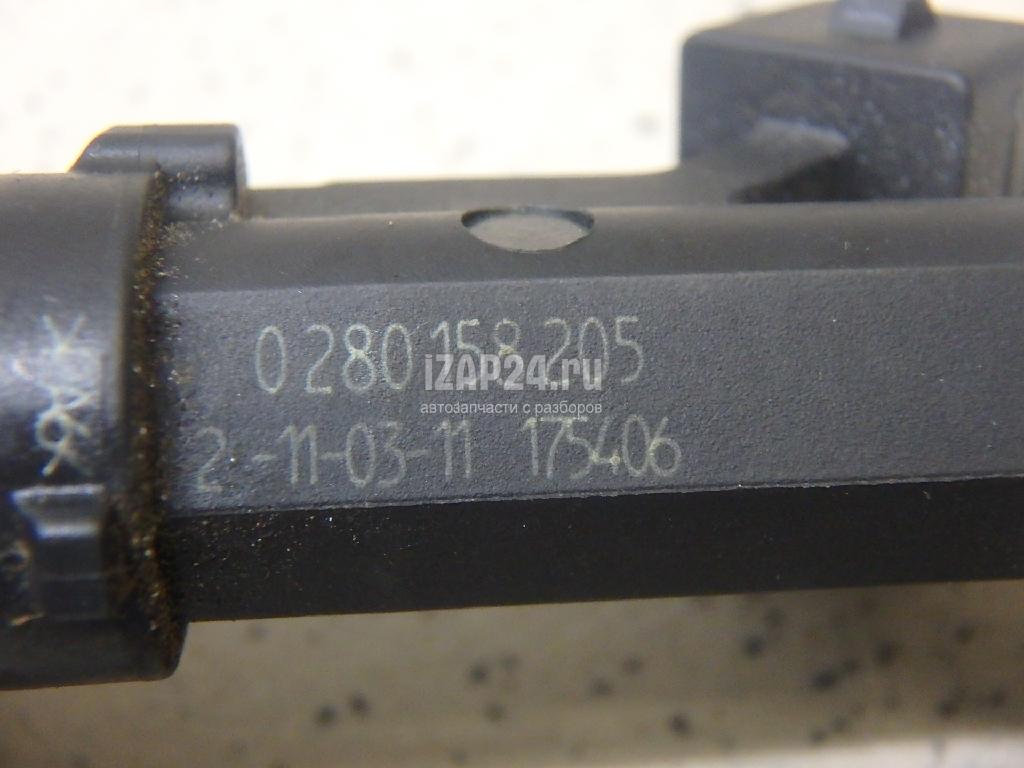 0 280 158 205
iZAP24.ru
автозапчасти с разборов
2 -11-03-11 175406